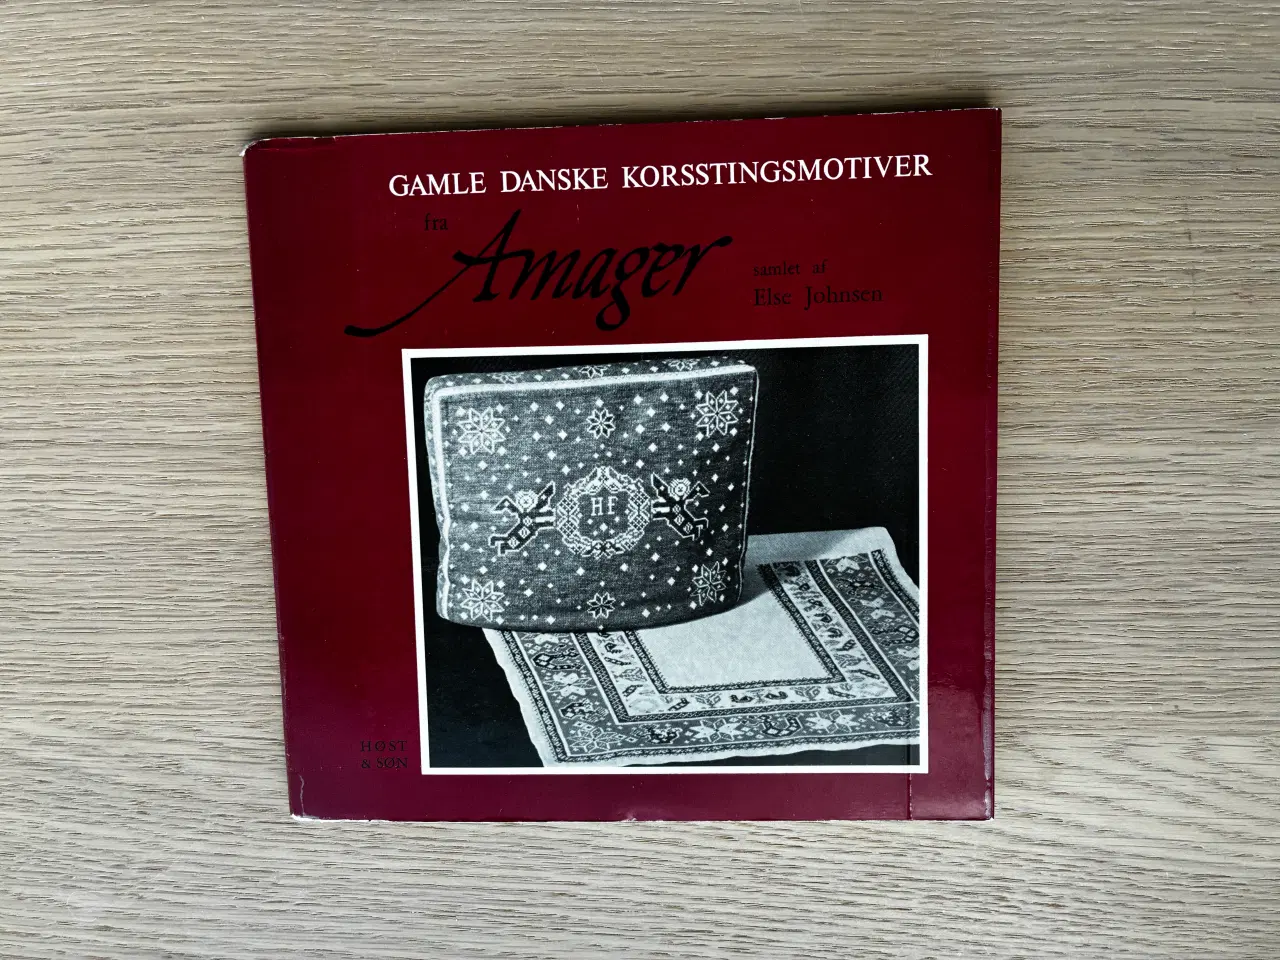 GAMLE DANSKE KORSSTINGSMOTIVER
fra
Amager
samlet af
Else Johnsen
HF
HØST
& SØN